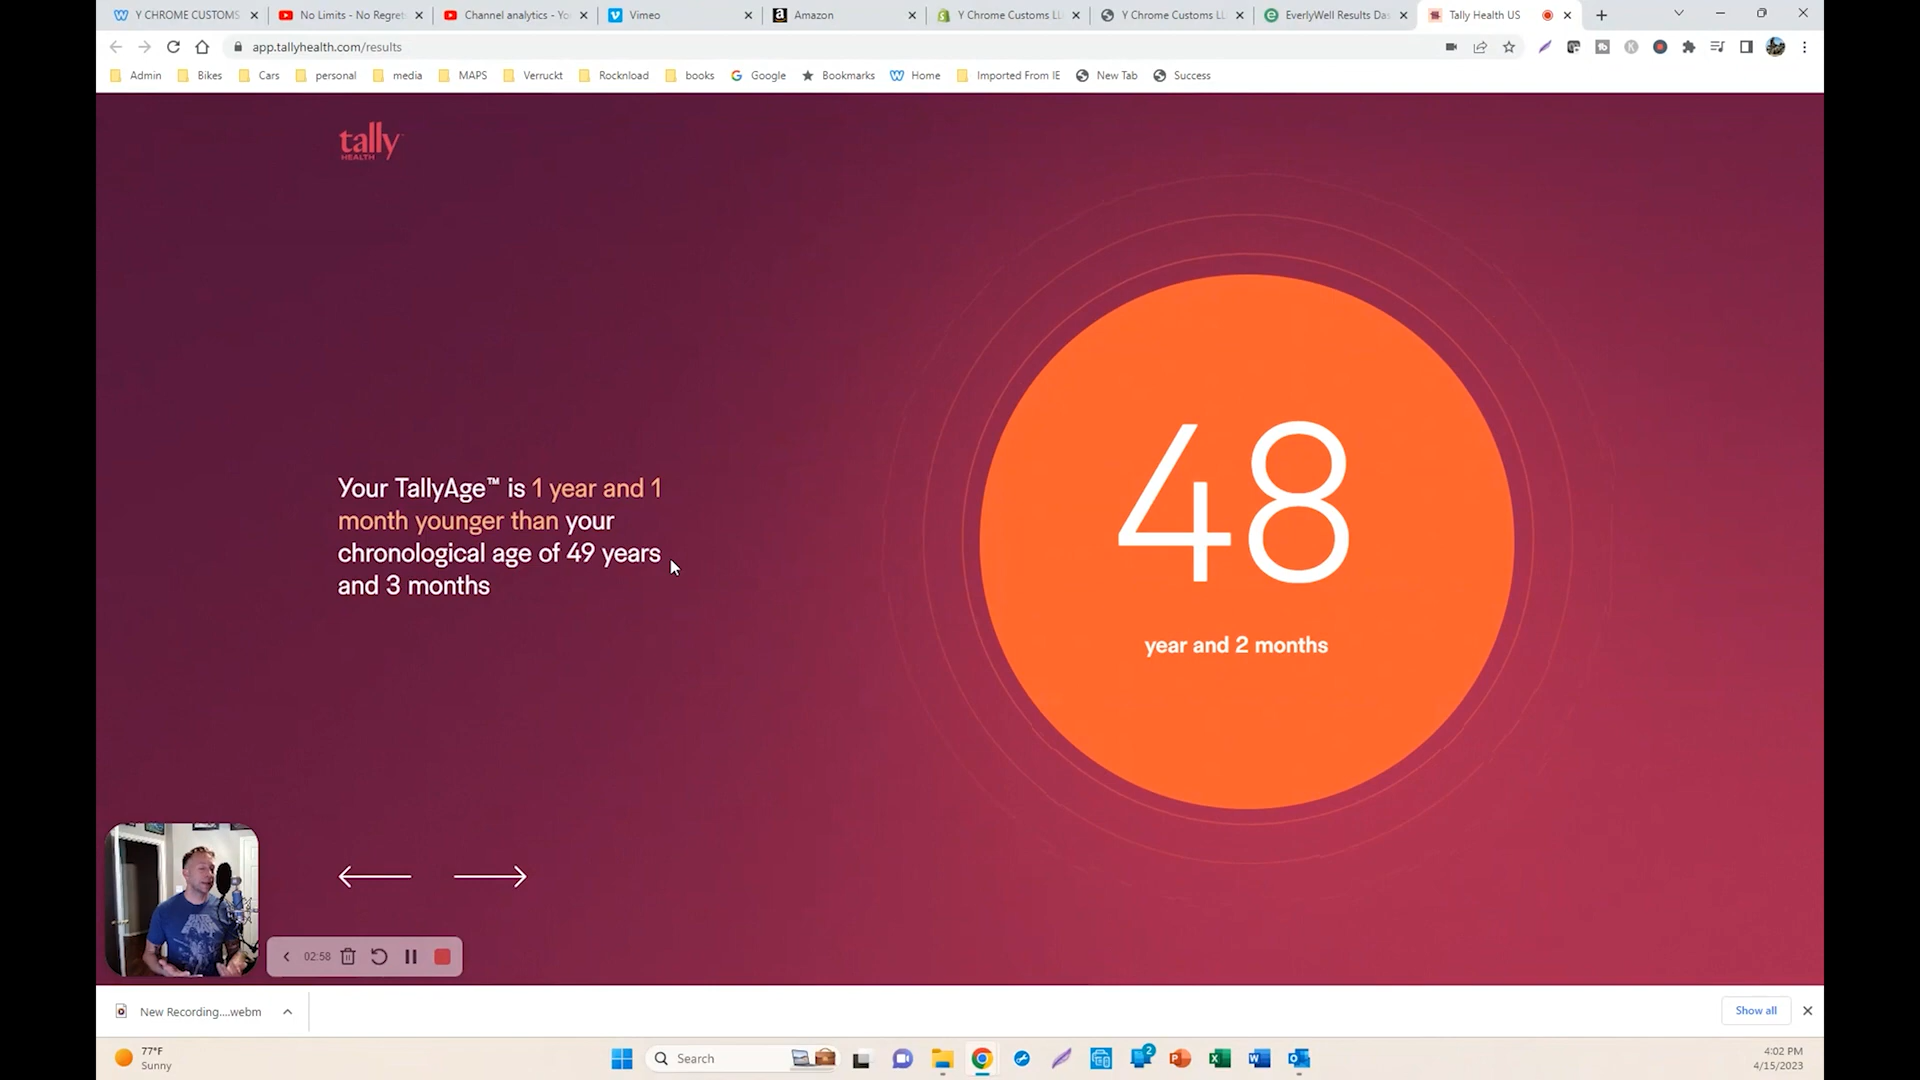 Y CHROME CUSTOMS
No Limits - No Regret
Channel analytics - Yo
Vimeo
Amazon
Y Chrome Customs LL
Y Chrome Customs LL
EverlyWell Results Da
Tally Health US
app.tallyhealth.com/results
Admin
Bikes
Cars
personal
media
MAPS
Verruckt
Rocknload
books
Google
Bookmarks
Home
Imported From IE
New Tab
Success
tally
HEALTH
Your TallyAge™ is 1 year and 1
month younger than your
chronological age of 49 years
and 3 months
48
year and 2 months
02:58
New Recording....webm
Show all
77°F
Sunny
Search
2
4:02 PM
4/15/2023